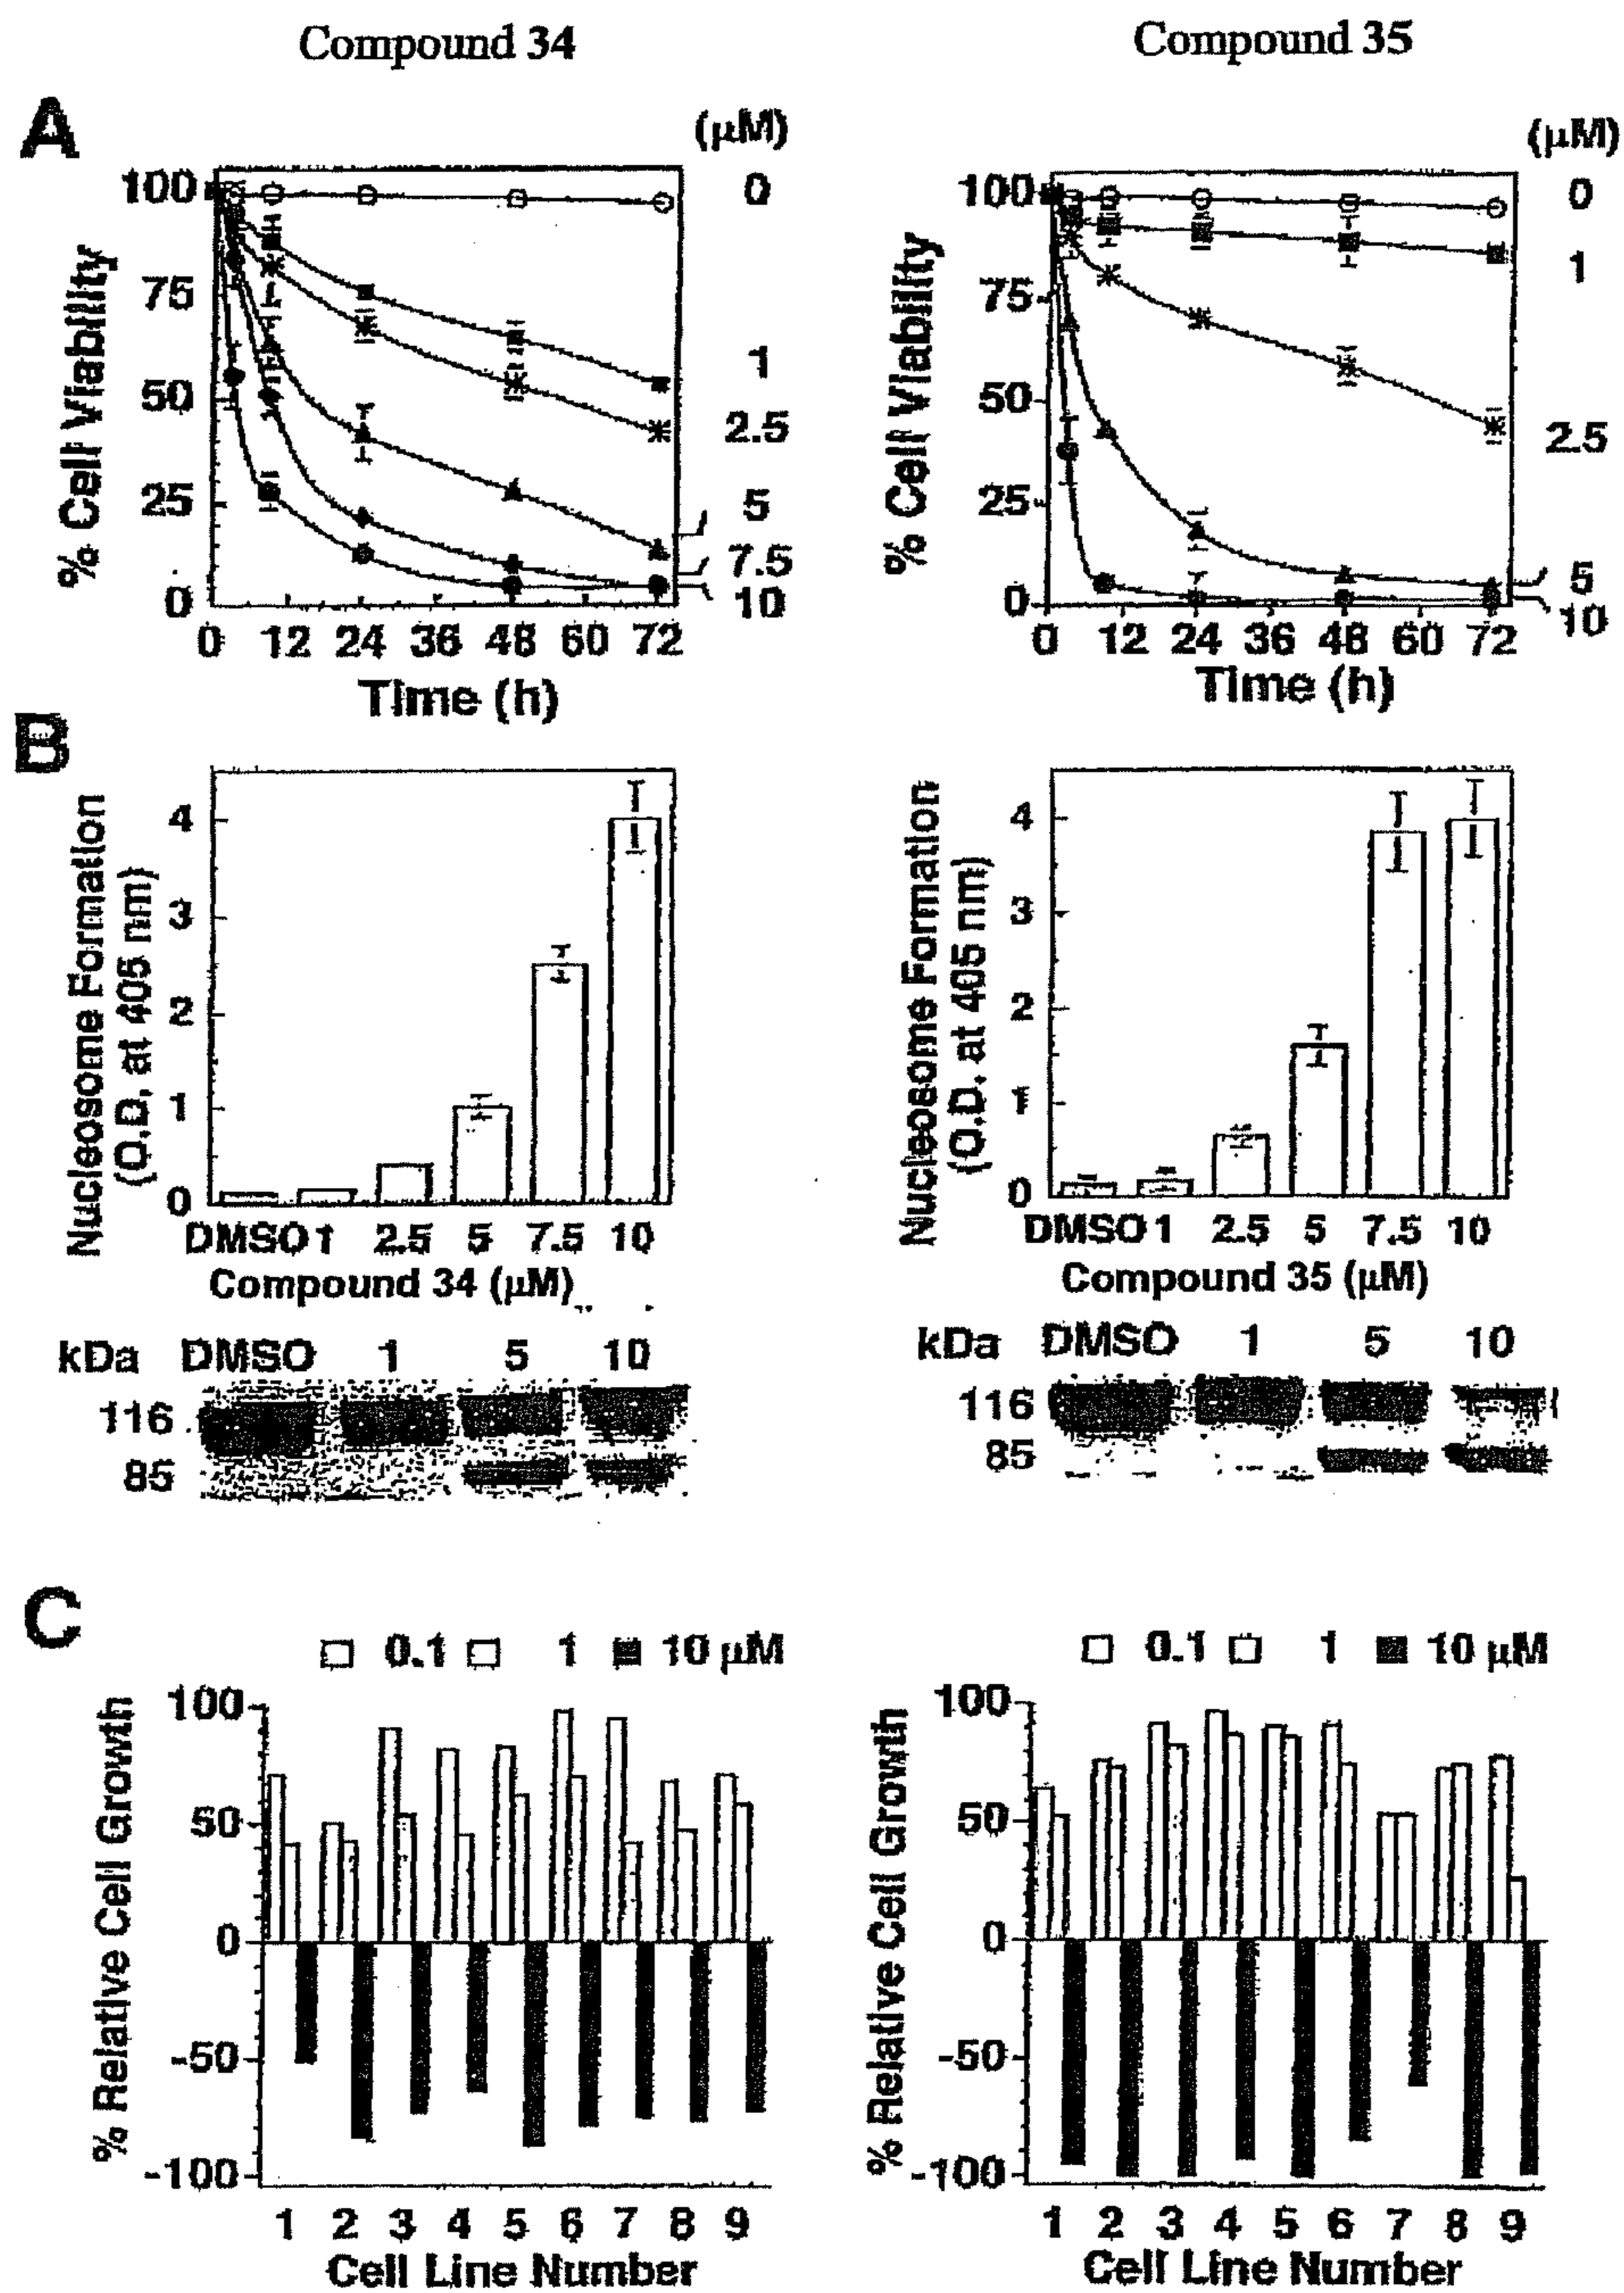 Compound 34
Compound 35
A
(μM)
(μM)
100
75
50
25
0
% Cell Viability
0
1
2.5
5
7.5
10
0 12 24 36 48 60 72
Time (h)
100
75
50
25
0
% Cell Viability
0
1
2.5
5
10
0 12 24 36 48 60 72
Time (h)
B
Nucleosome Formation
(O.D. at 405 nm)
4
3
2
1
0
DMSO 1 2.5 5 7.5 10
Compound 34 (μM)
Nucleosome Formation
(O.D. at 405 nm)
4
3
2
1
0
DMSO 1 2.5 5 7.5 10
Compound 35 (μM)
kDa DMSO 1 5 10
116
85
kDa DMSO 1 5 10
116
85
C
0.1 1 10 μM
% Relative Cell Growth
100
50
0
-50
-100
1 2 3 4 5 6 7 8 9
Cell Line Number
0.1 1 10 μM
% Relative Cell Growth
100
50
0
-50
-100
1 2 3 4 5 6 7 8 9
Cell Line Number